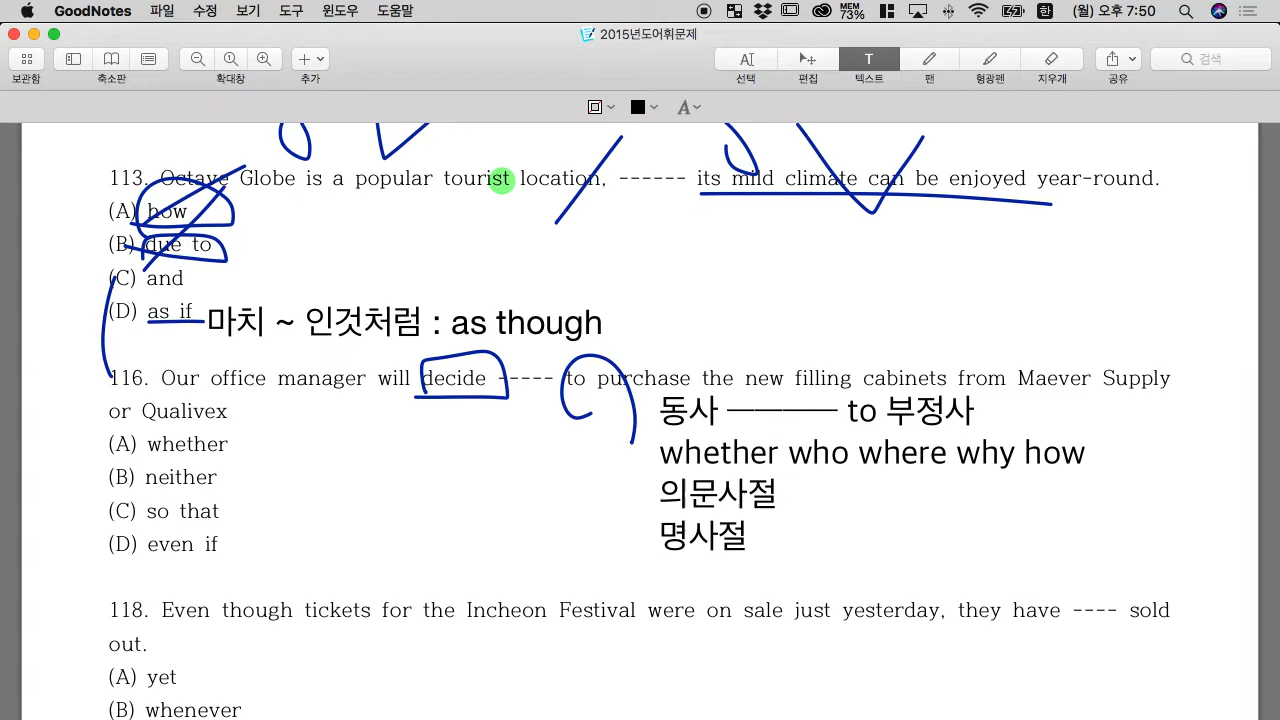 GoodNotes 파일 수정 보기 도구 윈도우 도움말 MEM 73% 한 (월) 오후 7:50
2015년도어휘문제
보관함 축소판 확대창 추가 선택 편집 텍스트 펜 형광펜 지우개 공유 검색
113. Octave Globe is a popular tourist location, ------ its mild climate can be enjoyed year-round.
(A) how
(B) due to
(C) and
(D) as if 마치 ~ 인것처럼 : as though
116. Our office manager will decide ----- to purchase the new filling cabinets from Maever Supply
or Qualivex
동사 ———— to 부정사
(A) whether
whether who where why how
(B) neither
의문사절
(C) so that
명사절
(D) even if
118. Even though tickets for the Incheon Festival were on sale just yesterday, they have ---- sold
out.
(A) yet
(B) whenever